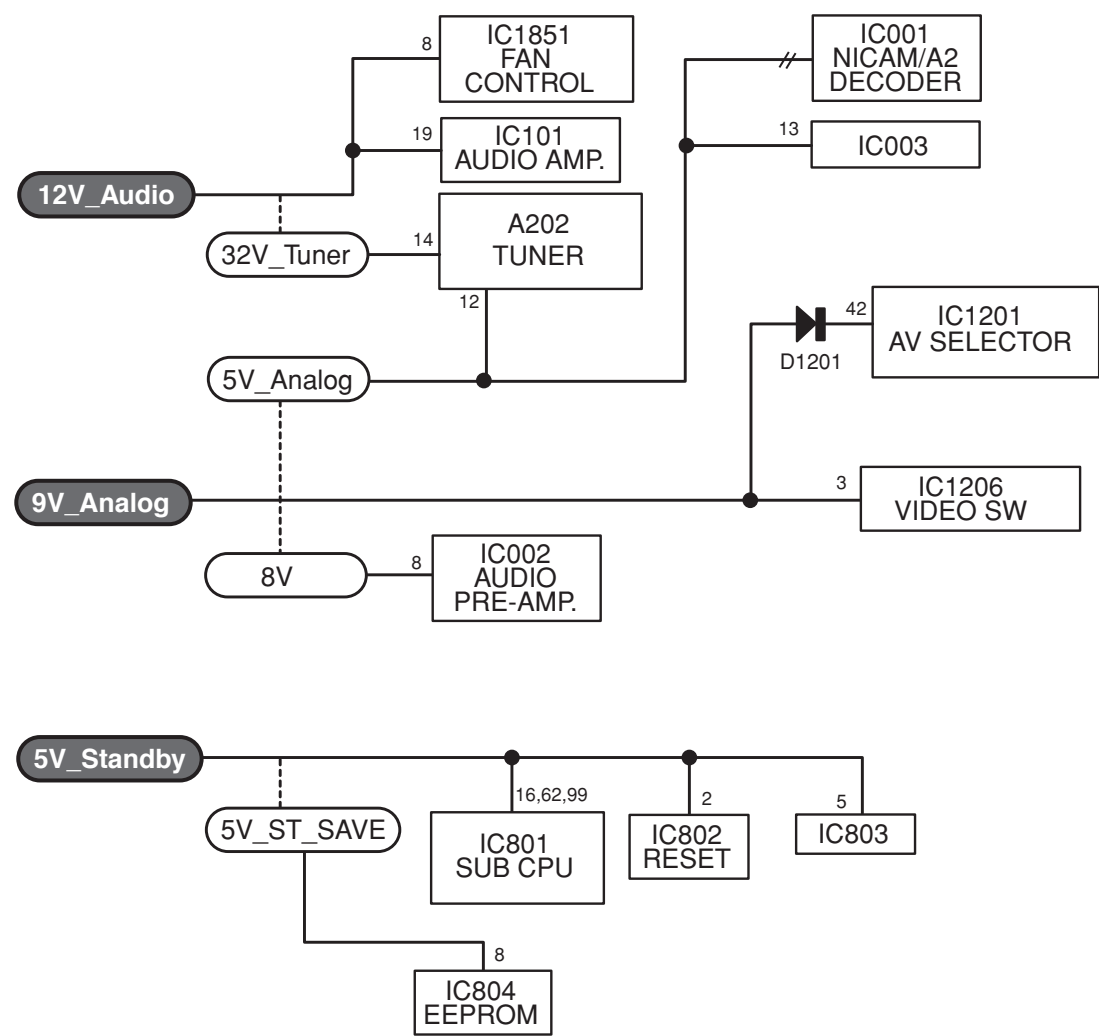 8
IC1851
FAN
CONTROL
19
IC101
AUDIO AMP.
12V_Audio
32V_Tuner
14
A202
TUNER
12
IC001
NICAM/A2
DECODER
13
IC003
5V_Analog
D1201
42
IC1201
AV SELECTOR
9V_Analog
3
IC1206
VIDEO SW
8V
8
IC002
AUDIO
PRE-AMP.
5V_Standby
5V_ST_SAVE
16,62,99
IC801
SUB CPU
2
IC802
RESET
5
IC803
8
IC804
EEPROM